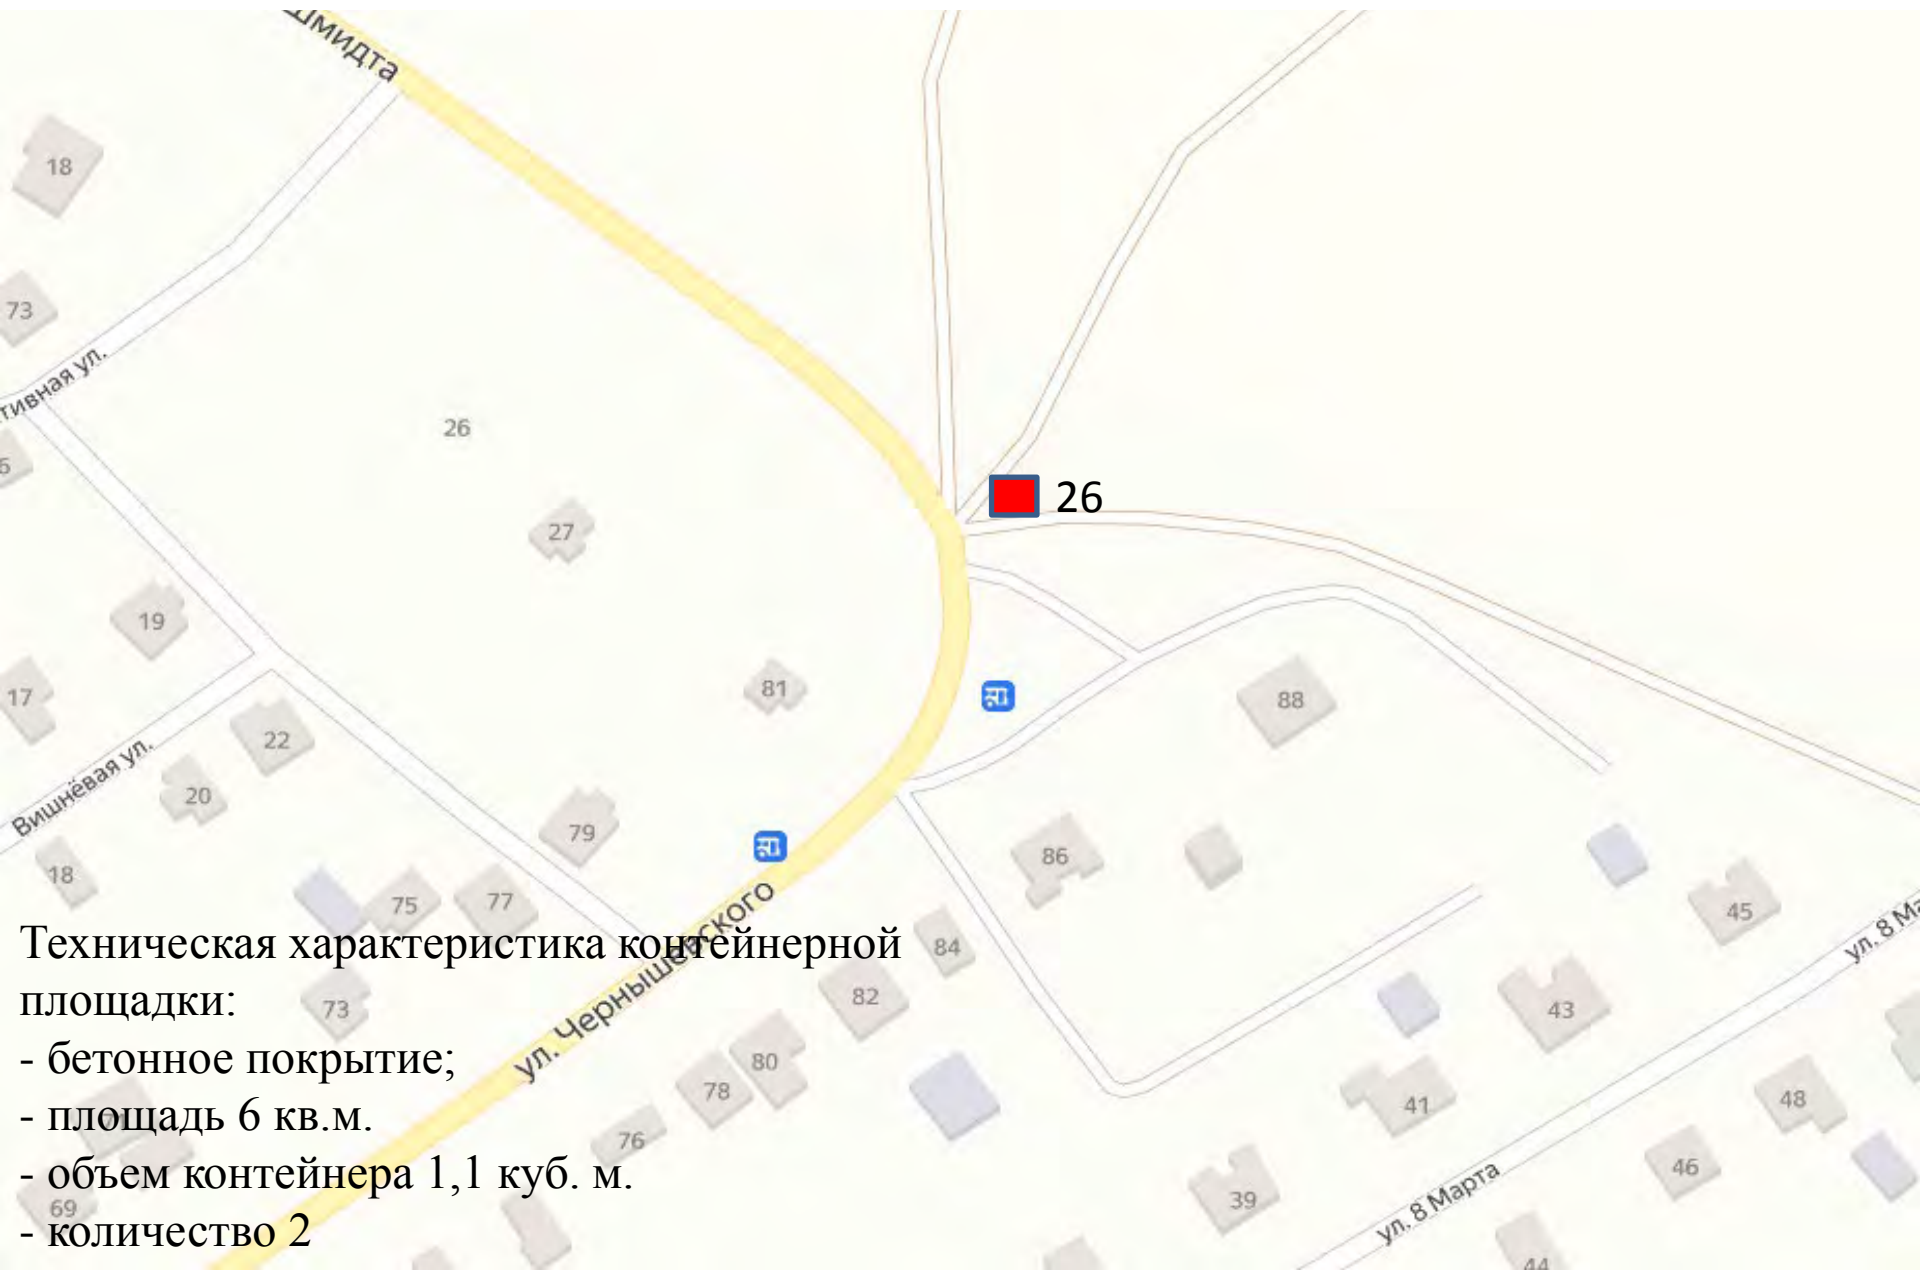 шмидта
18
73
тивная ул.
26
26
27
19
17
81
88
22
Вишнёвая ул.
20
79
86
18
75
77
45
ул. 8 Ма
84
Техническая характеристика контейнерной
площадки:
- бетонное покрытие;
- площадь 6 кв.м.
- объем контейнера 1,1 куб. м.
- количество 2
73
82
43
ул. Чернышевского
80
78
41
48
76
46
69
39
ул. 8 Марта
44